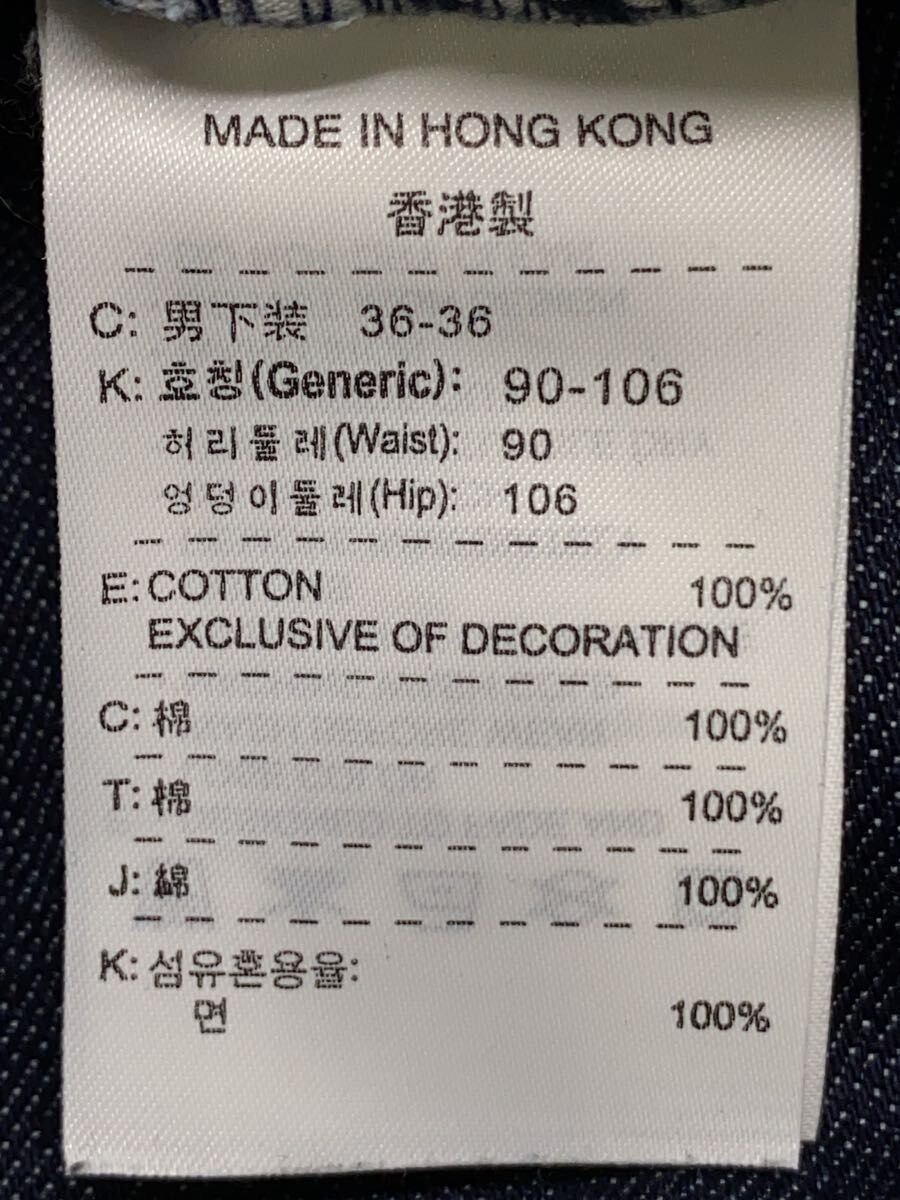 MADE IN HONG KONG
香港製
C: 男下装 36-36
K: 호칭(Generic): 90-106
허리둘레(Waist): 90
엉덩이둘레(Hip): 106
E: COTTON 100%
EXCLUSIVE OF DECORATION
C: 棉 100%
T: 棉 100%
J: 綿 100%
K: 섬유혼용율:
면 100%